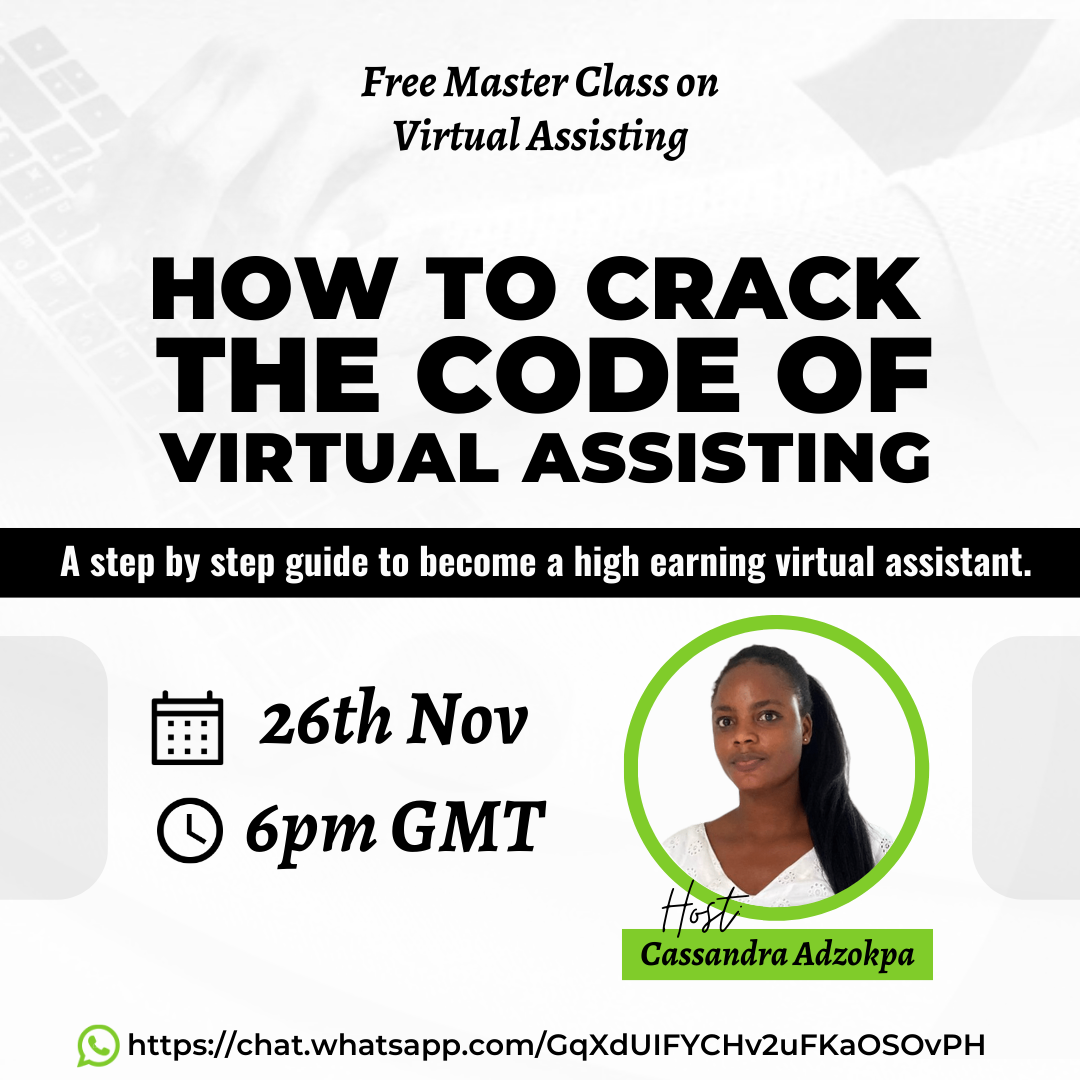 Free Master Class on
Virtual Assisting
HOW TO CRACK
THE CODE OF
VIRTUAL ASSISTING
A step by step guide to become a high earning virtual assistant.
26th Nov
6pm GMT
Host
Cassandra Adzokpa
https://chat.whatsapp.com/GqXdUIFYCHv2uFKaOSOvPH